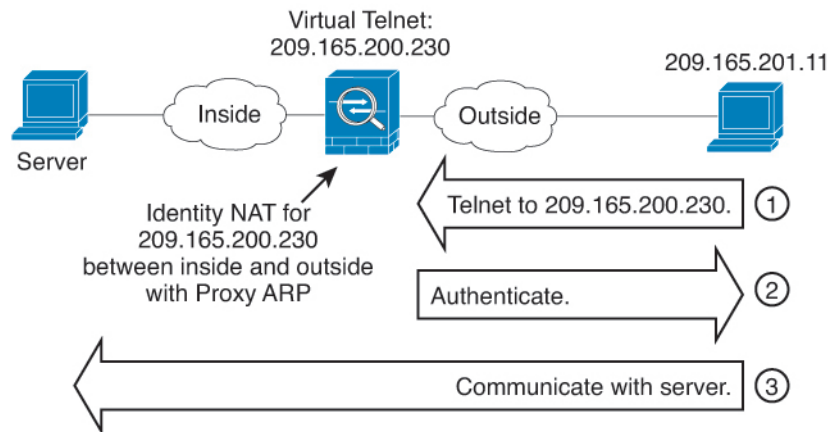 Virtual Telnet:
209.165.200.230
209.165.201.11
Inside
Outside
Server
Identity NAT for
209.165.200.230
between inside and outside
with Proxy ARP
Telnet to 209.165.200.230.
1
Authenticate.
2
Communicate with server.
3